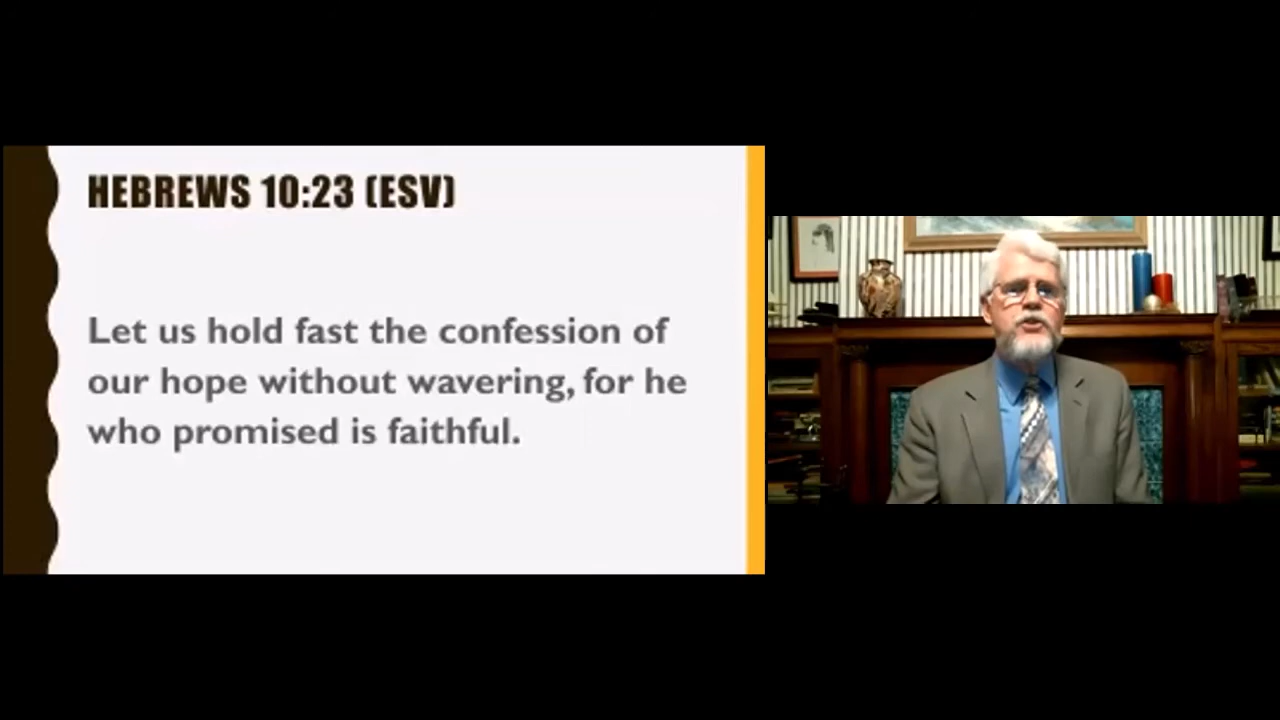 HEBREWS 10:23 (ESV)
Let us hold fast the confession of
our hope without wavering, for he
who promised is faithful.